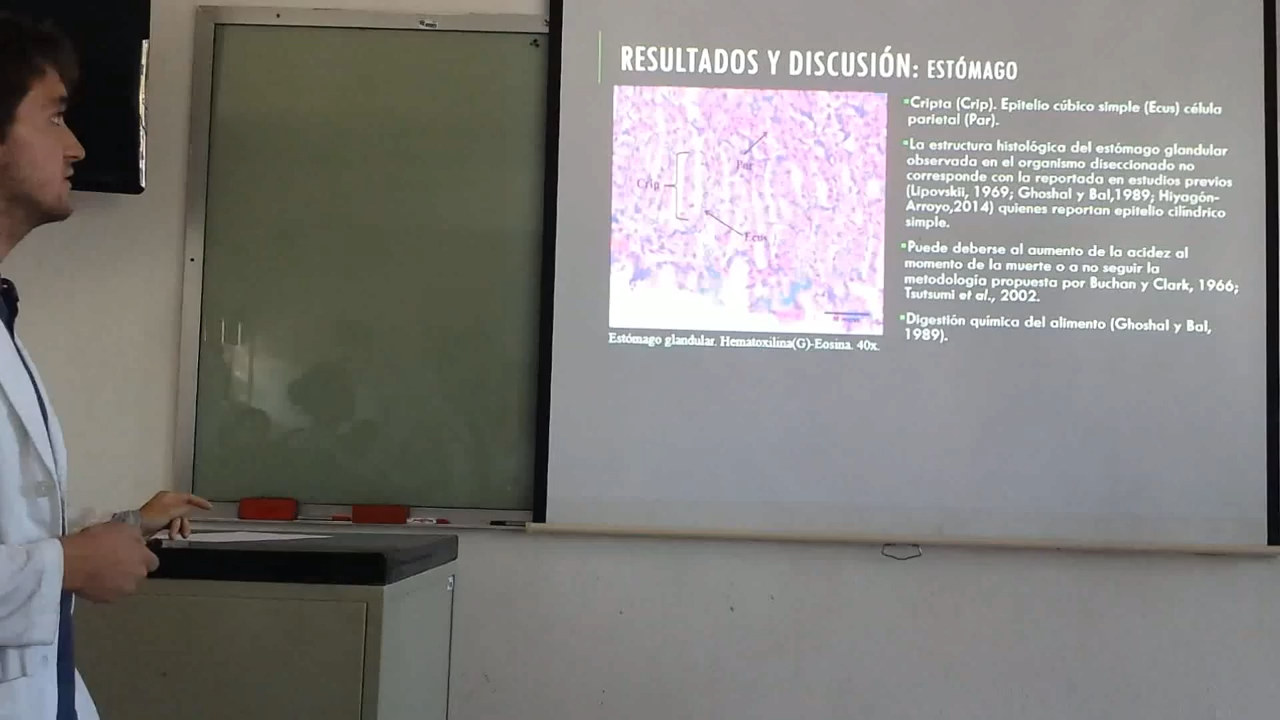 RESULTADOS Y DISCUSIÓN: ESTÓMAGO
Par
Crip
Ecus
Estómago glandular. Hematoxilina(G)-Eosina. 40x.
Cripta (Crip). Epitelio cúbico simple (Ecus) célula
parietal (Par).
La estructura histológica del estómago glandular
observada en el organismo diseccionado no
corresponde con la reportada en estudios previos
(Lipovskii, 1969; Ghoshal y Bal,1989; Hiyagón-
Arroyo,2014) quienes reportan epitelio cilíndrico
simple.
Puede deberse al aumento de la acidez al
momento de la muerte o a no seguir la
metodología propuesta por Buchan y Clark, 1966;
Tsutsumi et al., 2002.
Digestión química del alimento (Ghoshal y Bal,
1989).